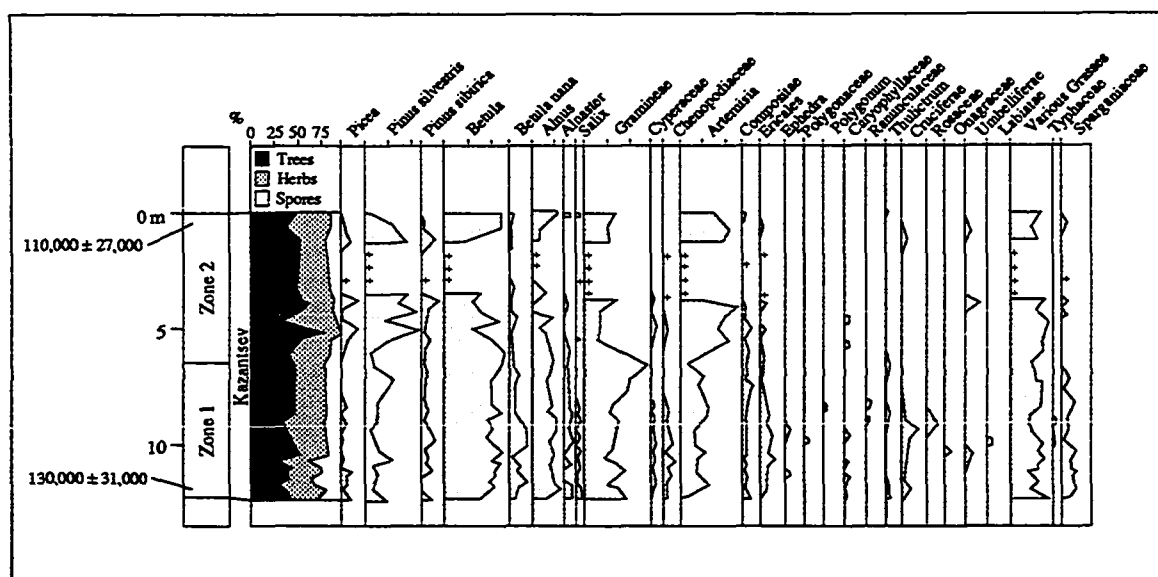 %
0 25 50 75
Picea
Pinus silvestris
Pinus sibirica
Betula
Betula nana
Alnus
Alnaster
Salix
Gramineae
Cyperaceae
Chenopodiaceae
Artemisia
Compositae
Ericales
Ephedra
Polygonaceae
Polygonum
Caryophyllaceae
Ranunculaceae
Thulictrum
Cruciferae
Rosaceae
Onagraceae
Umbelliferae
Labiatae
Various Grasses
Typhaceae
Sparganiaceae
Trees
Herbs
Spores
0 m
110,000 ± 27,000
Zone 2
5
Kazantsev
Zone 1
10
130,000 ± 31,000